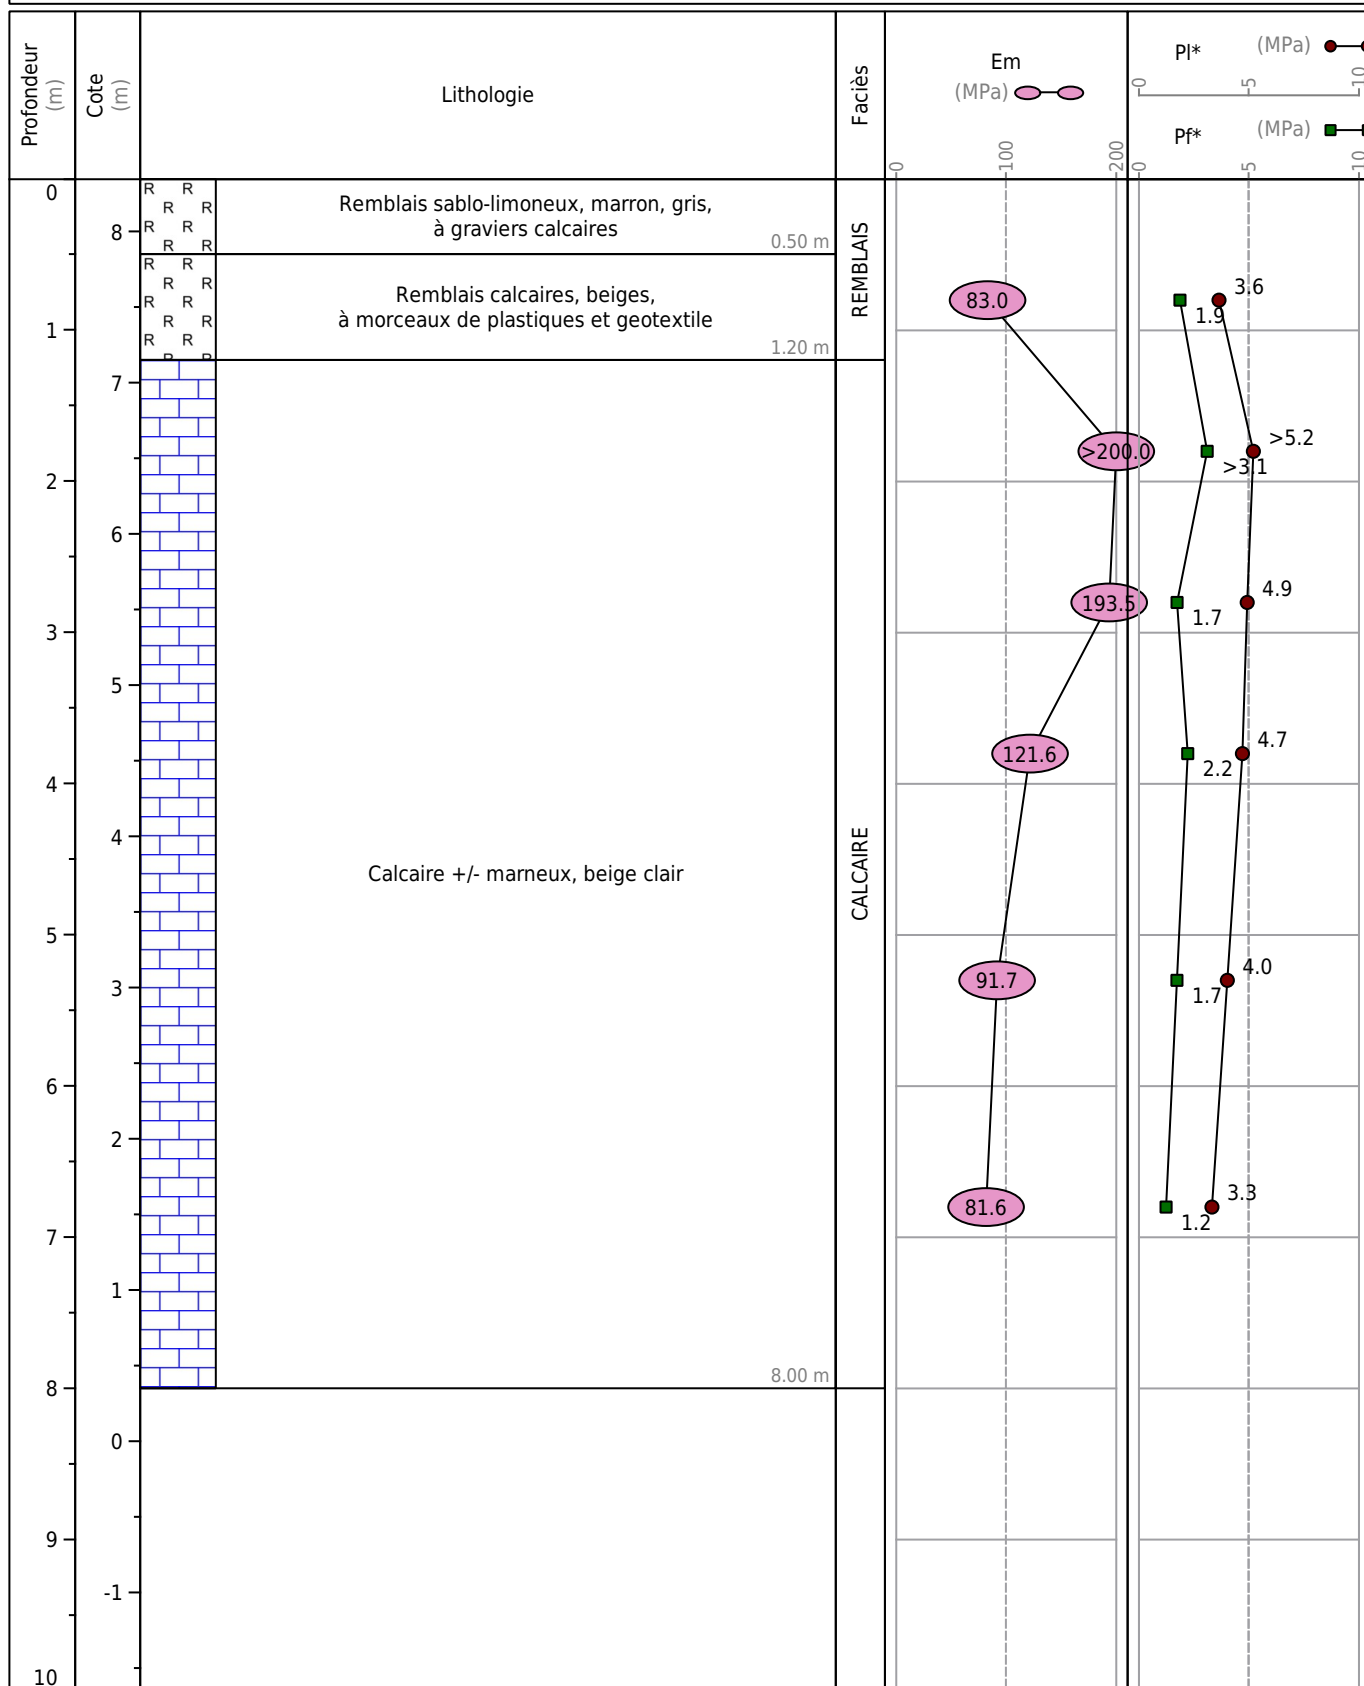 Profondeur
(m)
Cote
(m)
Lithologie
Faciès
Em
(MPa)
0
100
200
Pl*
(MPa)
0
5
10
Pf*
(MPa)
0
5
10
0
1
2
3
4
5
6
7
8
9
10
8
7
6
5
4
3
2
1
0
-1
R R
R R
R R
R R
R R
R R
R R
R R
R R
R R
Remblais sablo-limoneux, marron, gris,
à graviers calcaires
0.50 m
Remblais calcaires, beiges,
à morceaux de plastiques et geotextile
1.20 m
Calcaire +/- marneux, beige clair
8.00 m
REMBLAIS
CALCAIRE
83.0
>200.0
193.5
121.6
91.7
81.6
3.6
1.9
>5.2
>3.1
4.9
1.7
4.7
2.2
4.0
1.7
3.3
1.2